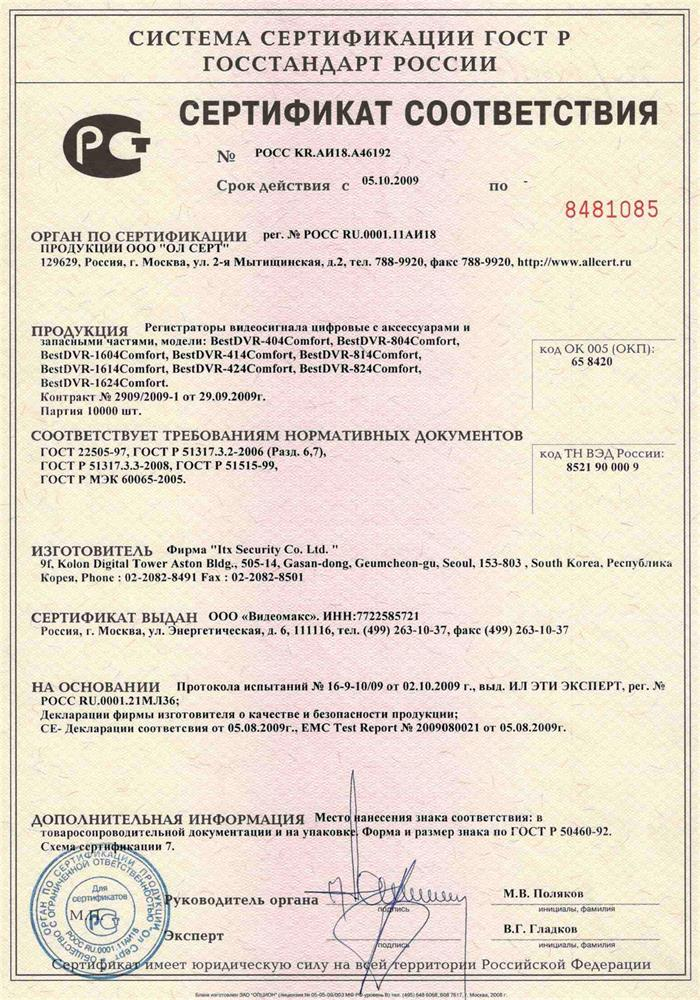 СИСТЕМА СЕРТИФИКАЦИИ ГОСТ Р
ГОССТАНДАРТ РОССИИ
СЕРТИФИКАТ СООТВЕТСТВИЯ
№ РОСС KR.АИ18.А46192
Срок действия с 05.10.2009 по -
8481085
ОРГАН ПО СЕРТИФИКАЦИИ рег. № РОСС RU.0001.11АИ18
ПРОДУКЦИИ ООО "ОЛ СЕРТ"
129629, Россия, г. Москва, ул. 2-я Мытищинская, д.2, тел. 788-9920, факс 788-9920, http://www.allcert.ru
ПРОДУКЦИЯ Регистраторы видеосигнала цифровые с аксессуарами и
запасными частями, модели: BestDVR-404Comfort, BestDVR-804Comfort,
BestDVR-1604Comfort, BestDVR-414Comfort, BestDVR-814Comfort,
BestDVR-1614Comfort, BestDVR-424Comfort, BestDVR-824Comfort,
BestDVR-1624Comfort.
Контракт № 2909/2009-1 от 29.09.2009г.
Партия 10000 шт.
код ОК 005 (ОКП):
65 8420
СООТВЕТСТВУЕТ ТРЕБОВАНИЯМ НОРМАТИВНЫХ ДОКУМЕНТОВ
ГОСТ 22505-97, ГОСТ Р 51317.3.2-2006 (Разд. 6,7),
ГОСТ Р 51317.3.3-2008, ГОСТ Р 51515-99,
ГОСТ Р МЭК 60065-2005.
код ТН ВЭД России:
8521 90 000 9
ИЗГОТОВИТЕЛЬ Фирма "Itx Security Co. Ltd. "
9f, Kolon Digital Tower Aston Bldg., 505-14, Gasan-dong, Geumcheon-gu, Seoul, 153-803 , South Korea, Республика
Корея, Phone : 02-2082-8491 Fax : 02-2082-8501
СЕРТИФИКАТ ВЫДАН ООО «Видеомакс». ИНН:7722585721
Россия, г. Москва, ул. Энергетическая, д. 6, 111116, тел. (499) 263-10-37, факс (499) 263-10-37
НА ОСНОВАНИИ Протокола испытаний № 16-9-10/09 от 02.10.2009 г., выд. ИЛ ЭТИ ЭКСПЕРТ, рег. №
РОСС RU.0001.21МЛ36;
Декларации фирмы изготовителя о качестве и безопасности продукции;
СЕ- Декларации соответсвия от 05.08.2009г., EMC Test Report № 2009080021 от 05.08.2009г.
ДОПОЛНИТЕЛЬНАЯ ИНФОРМАЦИЯ Место нанесения знака соответствия: в
товаросопроводительной документации и на упаковке. Форма и размер знака по ГОСТ Р 50460-92.
Схема сертификации 7.
ОРГАН ПО СЕРТИФИКАЦИИ ПРОДУКЦИИ
С ОГРАНИЧЕННОЙ ОТВЕТСТВЕННОСТЬЮ
Для
сертификатов
М.П.
РОСС RU.0001.11АИ18
Руководитель органа
подпись
М.В. Поляков
инициалы, фамилия
Эксперт
подпись
В.Г. Гладков
инициалы, фамилия
Сертификат имеет юридическую силу на всей территории Российской Федерации
Бланк изготовлен ЗАО "ОПЦИОН"